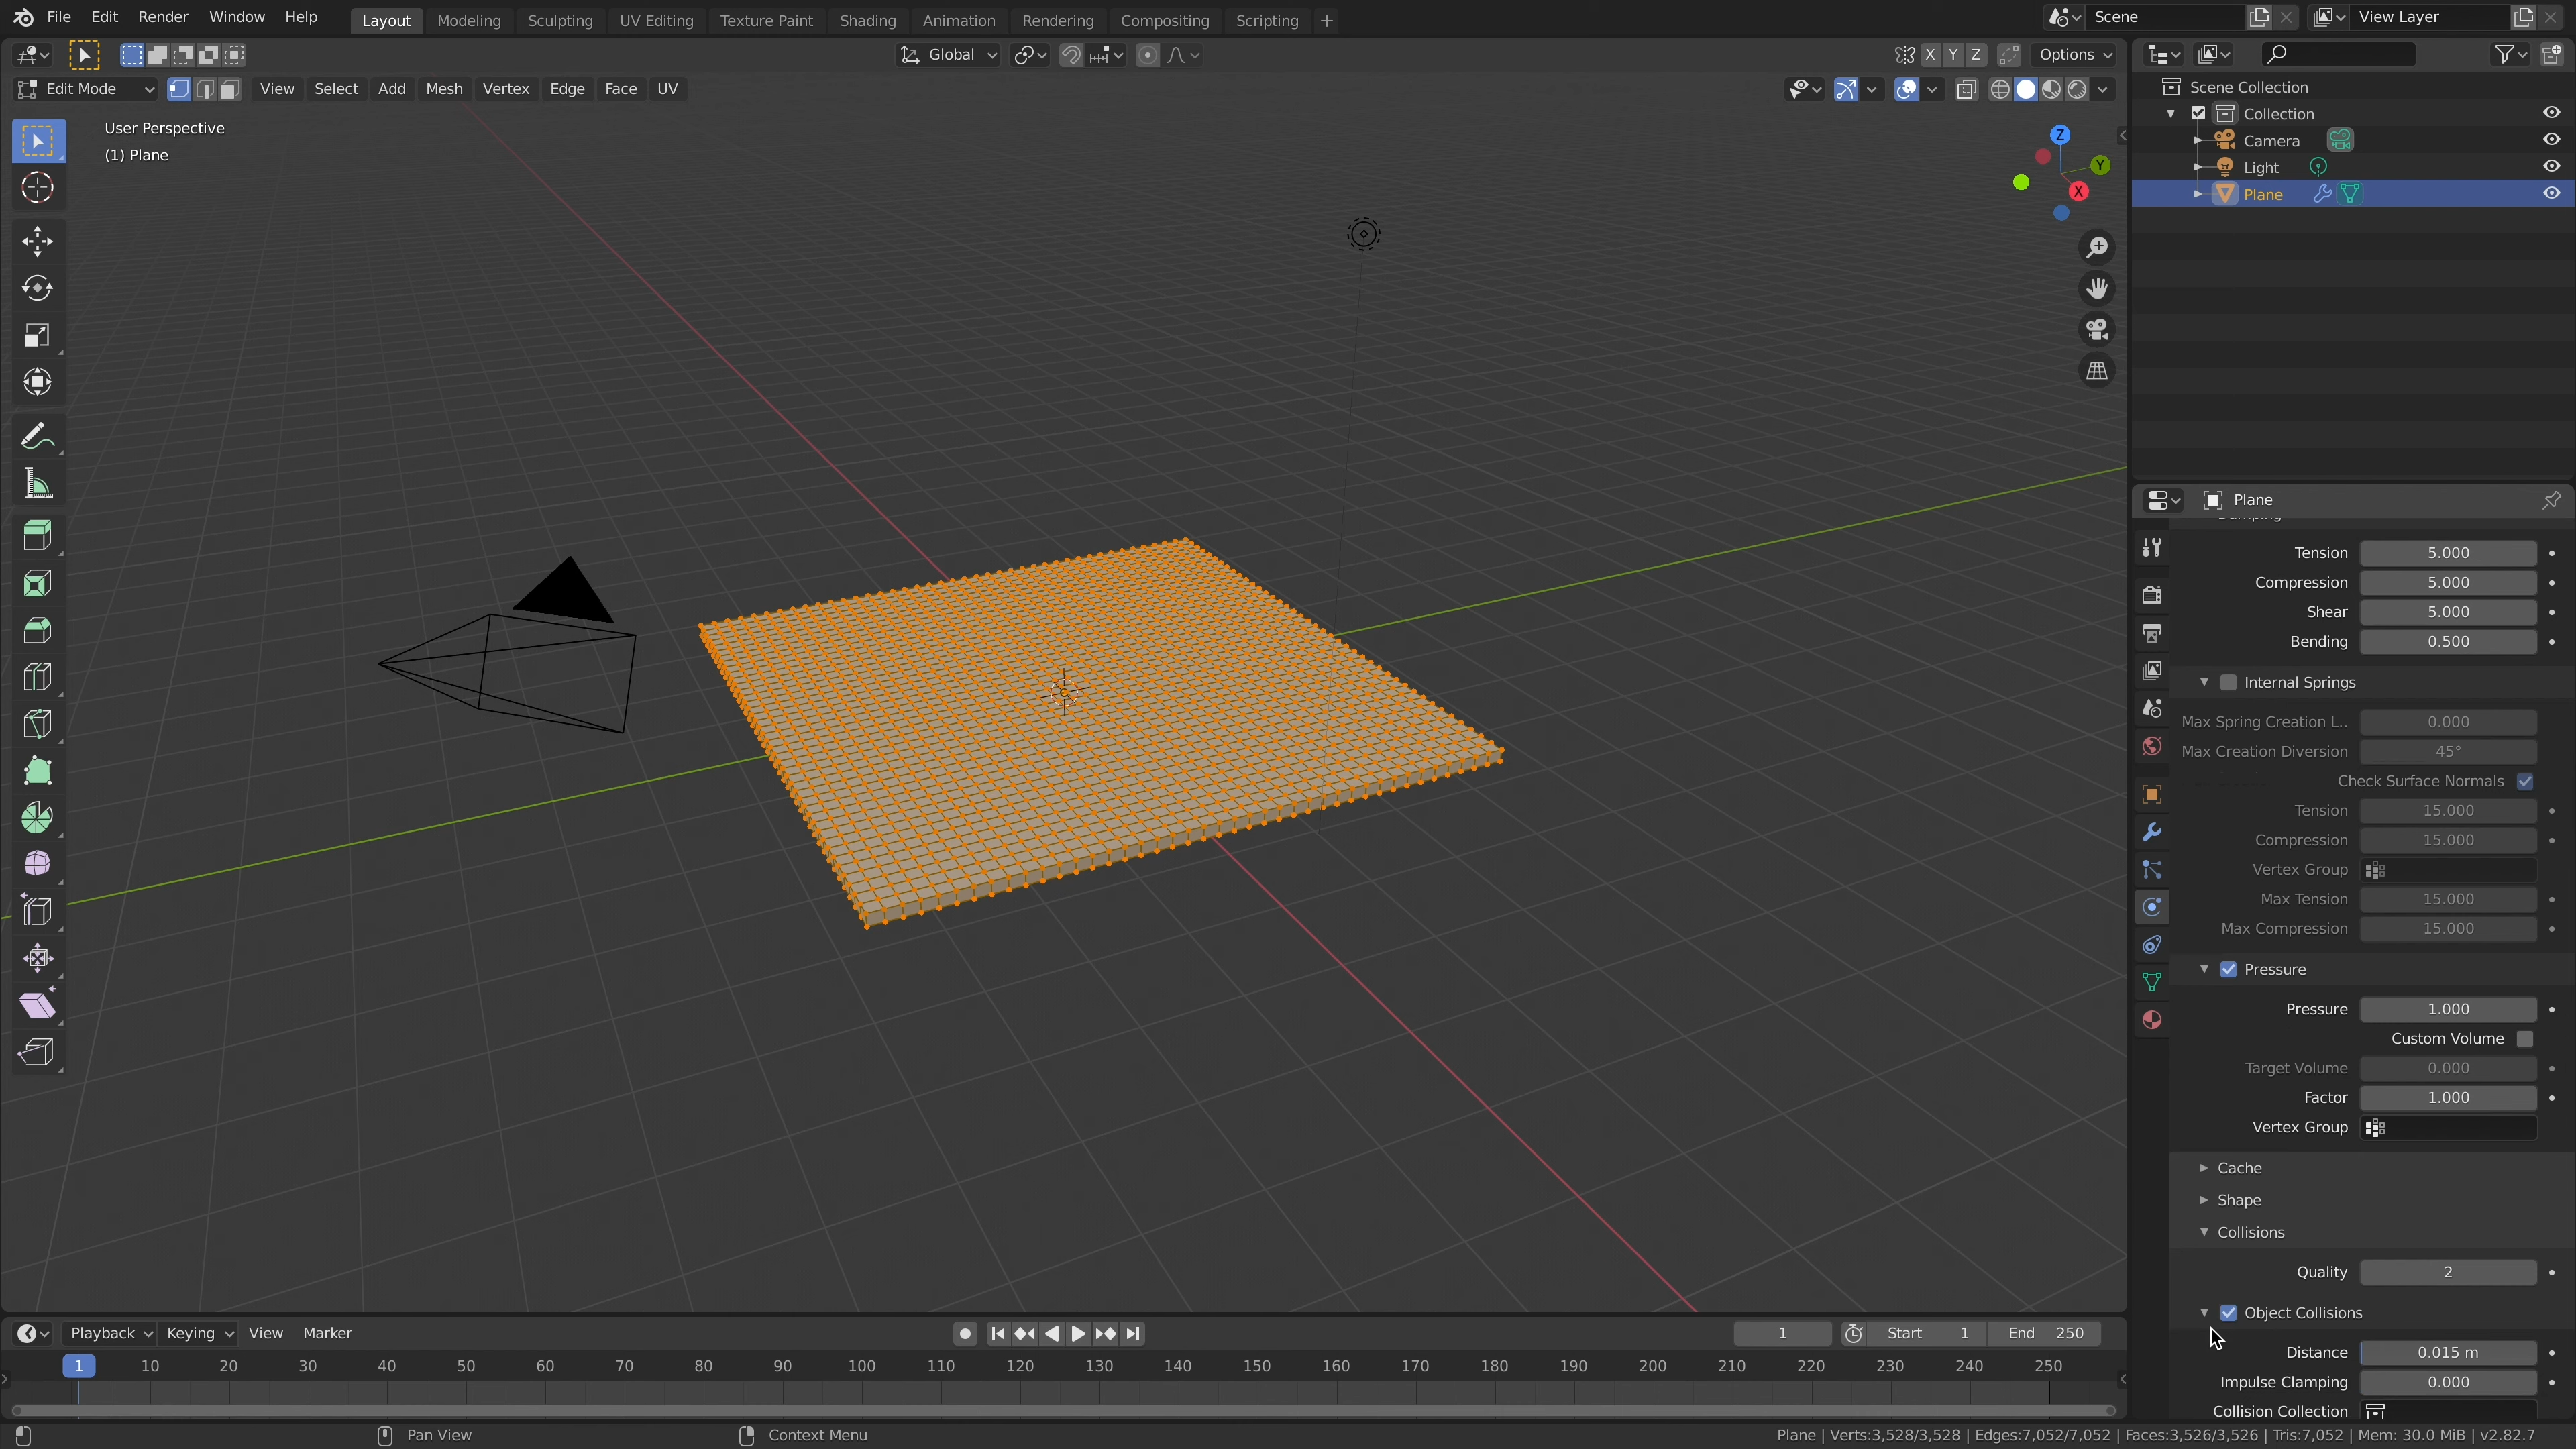 File Edit Render Window Help Layout Modeling Sculpting UV Editing Texture Paint Shading Animation Rendering Compositing Scripting + Scene View Layer
Global X Y Z Options
Edit Mode View Select Add Mesh Vertex Edge Face UV
User Perspective
(1) Plane
Z
Y
X
Scene Collection
Collection
Camera
Light
Plane
Plane
Tension 5.000
Compression 5.000
Shear 5.000
Bending 0.500
Internal Springs
Max Spring Creation L.. 0.000
Max Creation Diversion 45°
Check Surface Normals
Tension 15.000
Compression 15.000
Vertex Group
Max Tension 15.000
Max Compression 15.000
Pressure
Pressure 1.000
Custom Volume
Target Volume 0.000
Factor 1.000
Vertex Group
Cache
Shape
Collisions
Quality 2
Object Collisions
Distance 0.015 m
Impulse Clamping 0.000
Collision Collection
Playback Keying View Marker 1 Start 1 End 250
1 10 20 30 40 50 60 70 80 90 100 110 120 130 140 150 160 170 180 190 200 210 220 230 240 250
Pan View Context Menu Plane | Verts:3,528/3,528 | Edges:7,052/7,052 | Faces:3,526/3,526 | Tris:7,052 | Mem: 30.0 MiB | v2.82.7